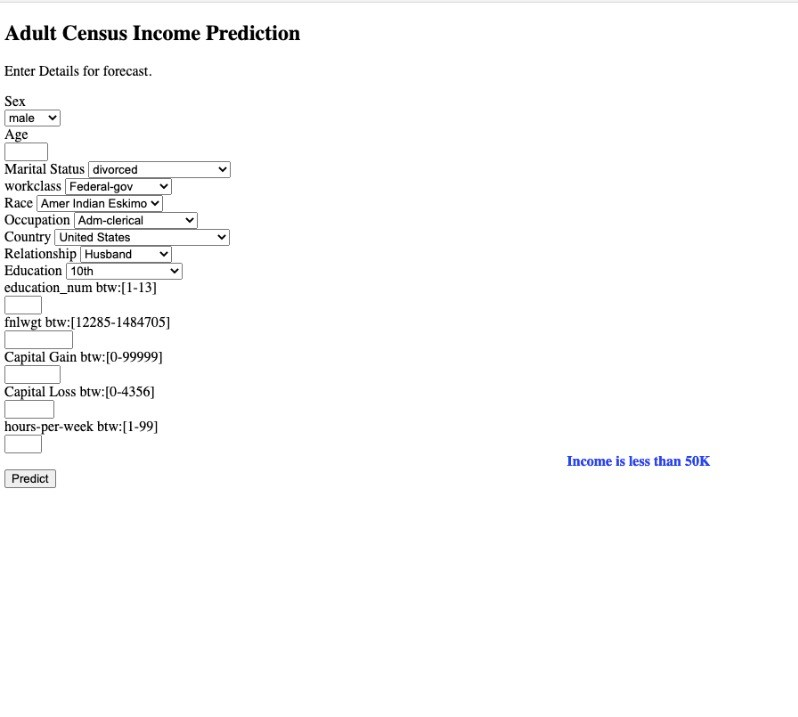 Adult Census Income Prediction
Enter Details for forecast.
Sex
male
Age
Marital Status divorced
workclass Federal-gov
Race Amer Indian Eskimo
Occupation Adm-clerical
Country United States
Relationship Husband
Education 10th
education_num btw:[1-13]
fnlwgt btw:[12285-1484705]
Capital Gain btw:[0-99999]
Capital Loss btw:[0-4356]
hours-per-week btw:[1-99]
Income is less than 50K
Predict